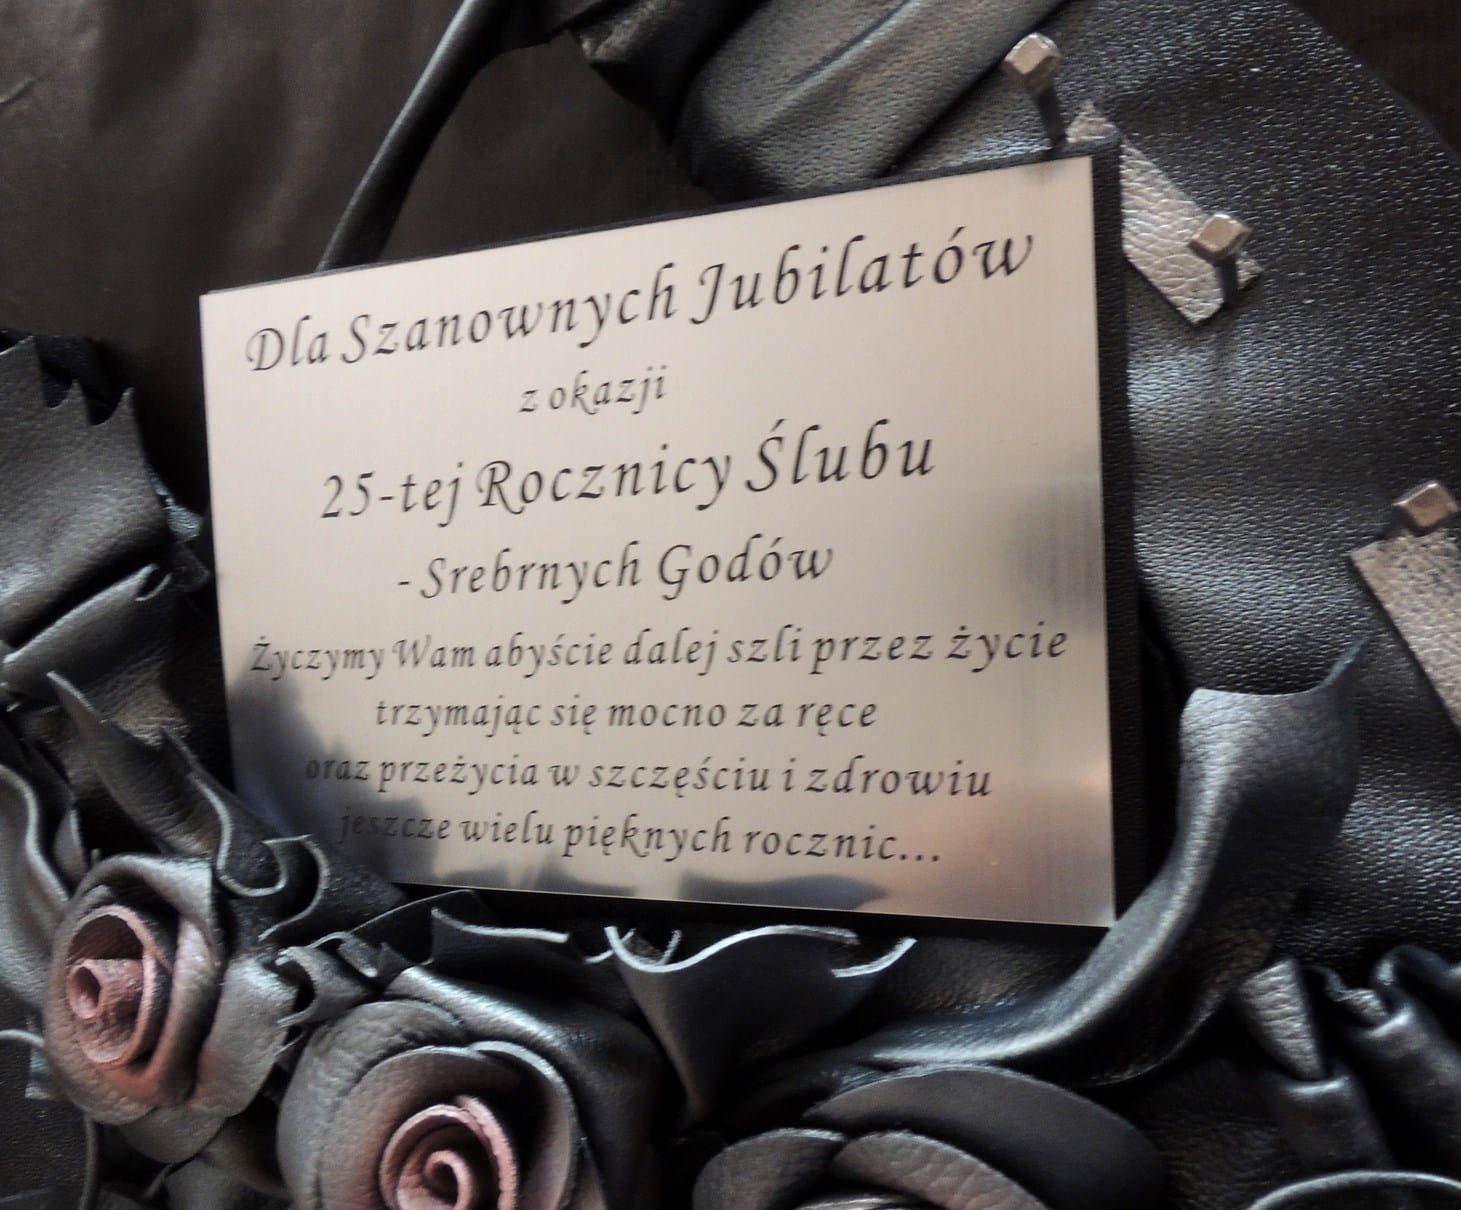 Dla Szanownych Jubilatów
z okazji
25-tej Rocznicy Ślubu
- Srebrnych Godów
Życzymy Wam abyście dalej szli przez życie
trzymając się mocno za ręce
oraz przeżycia w szczęściu i zdrowiu
jeszcze wielu pięknych rocznic...